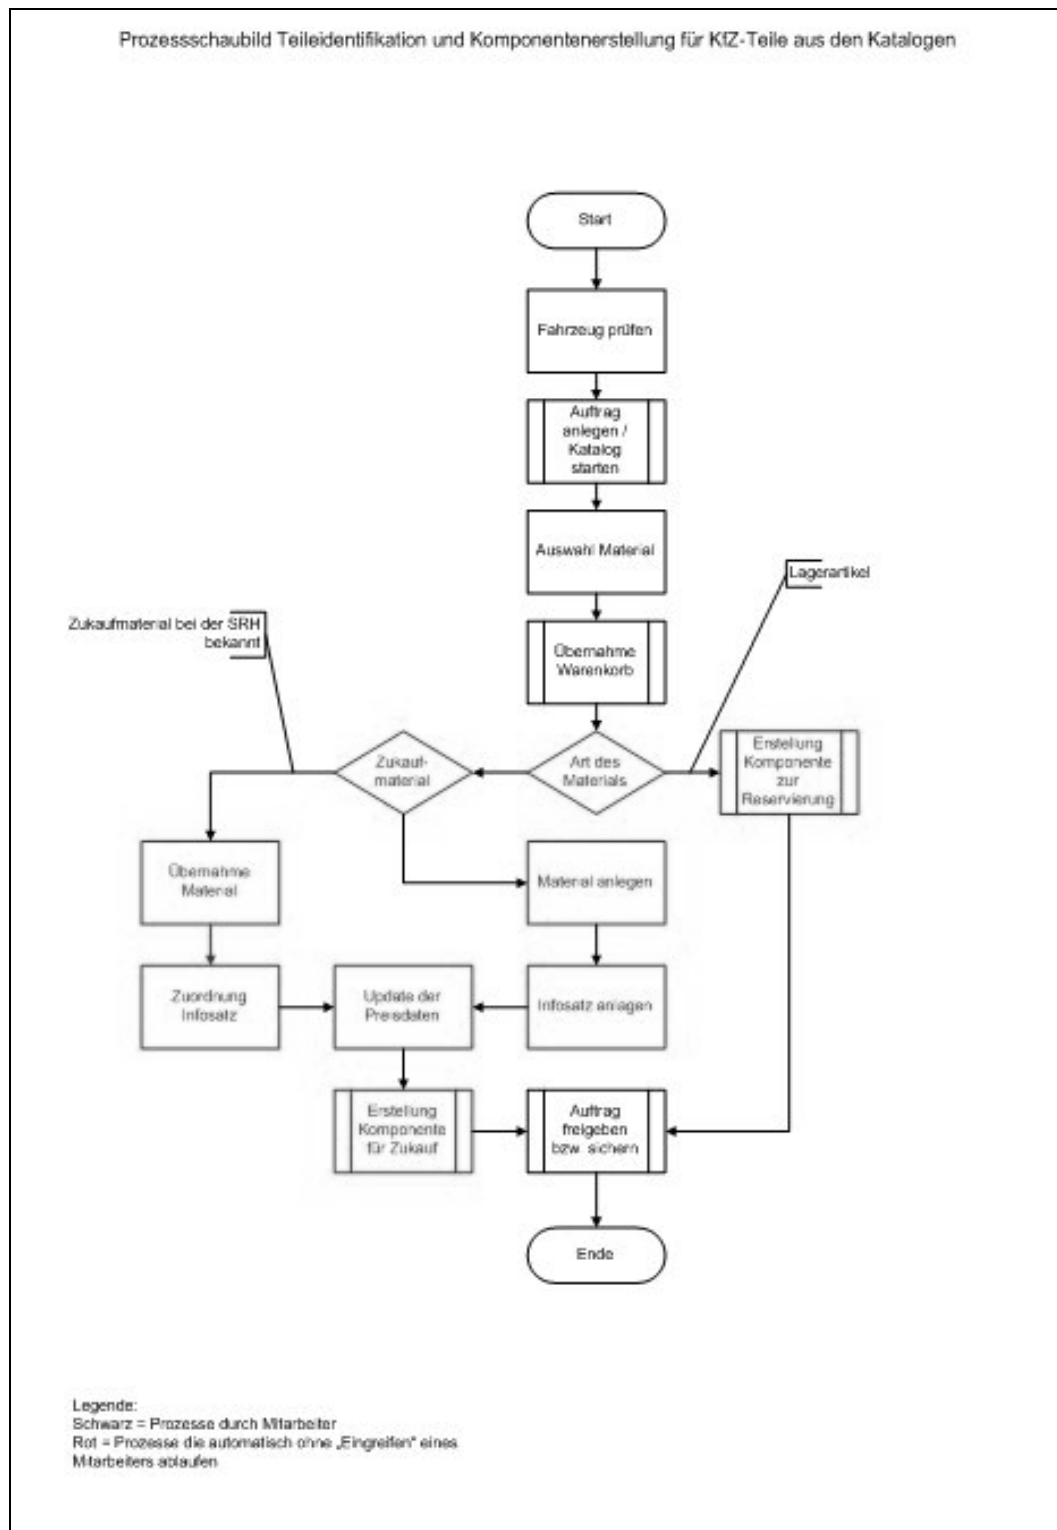 Prozessschaubild Teileidentifikation und Komponentenerstellung für KfZ-Teile aus den Katalogen
Start
Fahrzeug prüfen
Auftrag
anlegen /
Katalog
starten
Auswahl Material
Lagerartikel
Zukaufmaterial bei der SRH
bekannt
Übernahme
Warenkorb
Zukauf-
material
Art des
Materials
Erstellung
Komponente
zur
Reservierung
Übernahme
Material
Material anlegen
Zuordnung
Infosatz
Update der
Preisdaten
Infosatz anlagen
Erstellung
Komponente
für Zukauf
Auftrag
freigeben
bzw. sichern
Ende
Legende:
Schwarz = Prozesse durch Mitarbeiter
Rot = Prozesse die automatisch ohne „Eingreifen“ eines
Mitarbeiters ablaufen